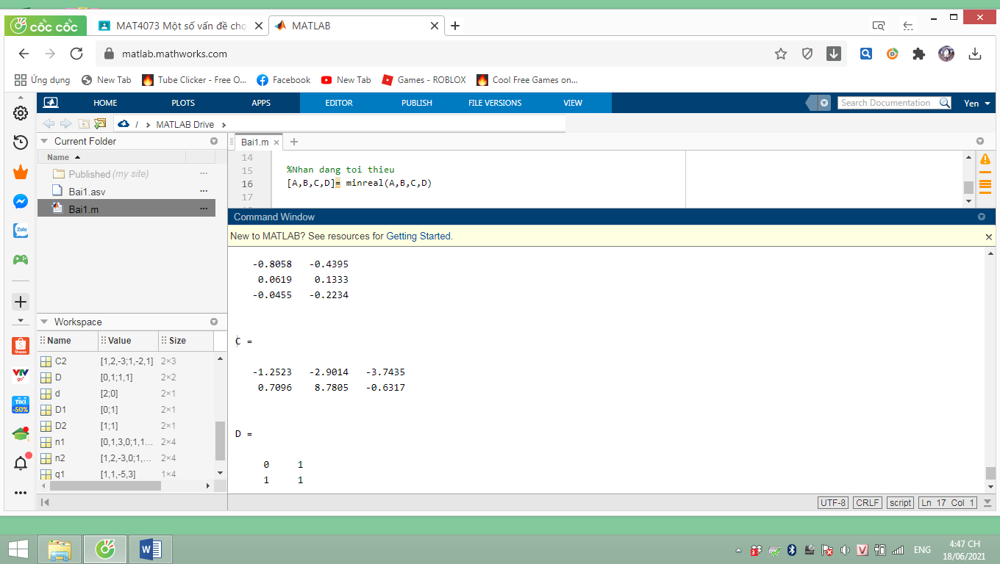 cốc cốc
MAT4073 Một số vấn đề chọ
MATLAB
matlab.mathworks.com
Ứng dụng
New Tab
Tube Clicker - Free O...
Facebook
New Tab
Games - ROBLOX
Cool Free Games on...
HOME
PLOTS
APPS
EDITOR
PUBLISH
FILE VERSIONS
VIEW
Search Documentation
Yen
/ › MATLAB Drive ›
Current Folder
Name
Published (my site)
Bai1.asv
Bai1.m
Bai1.m
14
15 %Nhan dang toi thieu
16 [A,B,C,D]= minreal(A,B,C,D)
17
Command Window
New to MATLAB? See resources for Getting Started.
-0.8058 -0.4395
0.0619 0.1333
-0.0455 -0.2234
C =
-1.2523 -2.9014 -3.7435
0.7096 8.7805 -0.6317
D =
0 1
1 1
Workspace
Name Value Size
C2 [1,2,-3;1,-2,1] 2×3
D [0,1;1,1] 2×2
d [2;0] 2×1
D1 [0;1] 2×1
D2 [1;1] 2×1
n1 [0,1,3,0;1,1... 2×4
n2 [1,2,-3,0;1,... 2×4
q1 [1,1,-5,3] 1×4
Zalo
Shopee
VTV
go
TIKI
-50%
UTF-8
CRLF
script
Ln 17 Col 1
ENG
4:47 CH
18/06/2021